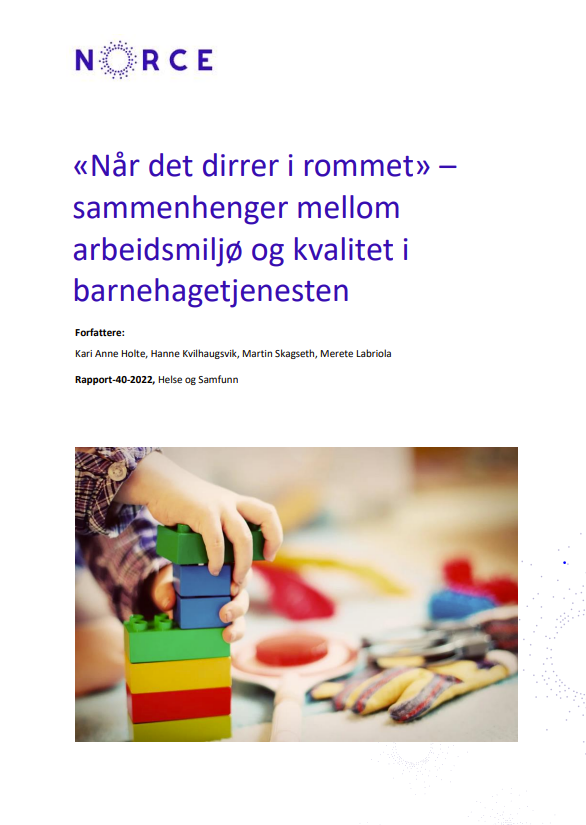 NORCE
«Når det dirrer i rommet» –
sammenhenger mellom
arbeidsmiljø og kvalitet i
barnehagetjenesten
Forfattere:
Kari Anne Holte, Hanne Kvilhaugsvik, Martin Skagseth, Merete Labriola
Rapport-40-2022, Helse og Samfunn